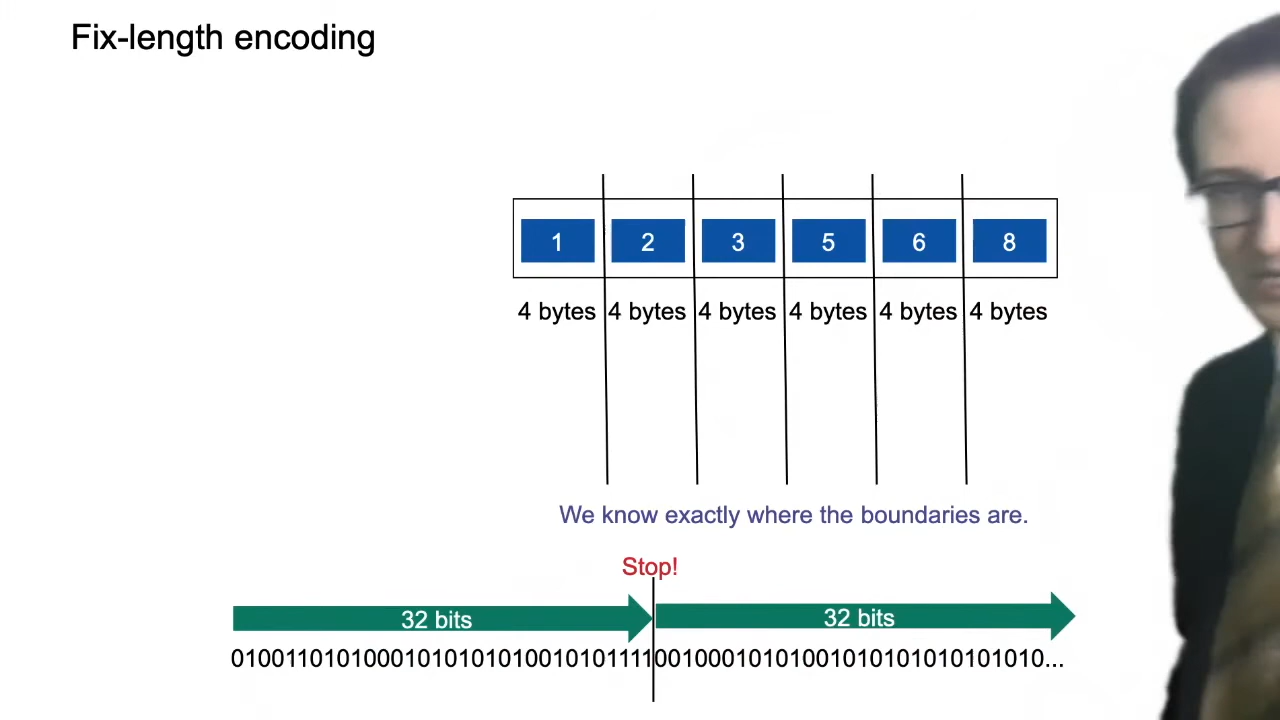 Fix-length encoding
1 2 3 5 6 8
4 bytes 4 bytes 4 bytes 4 bytes 4 bytes 4 bytes
We know exactly where the boundaries are.
Stop!
32 bits 32 bits
0100110101000101010101001010111100100010101001010101010101010...